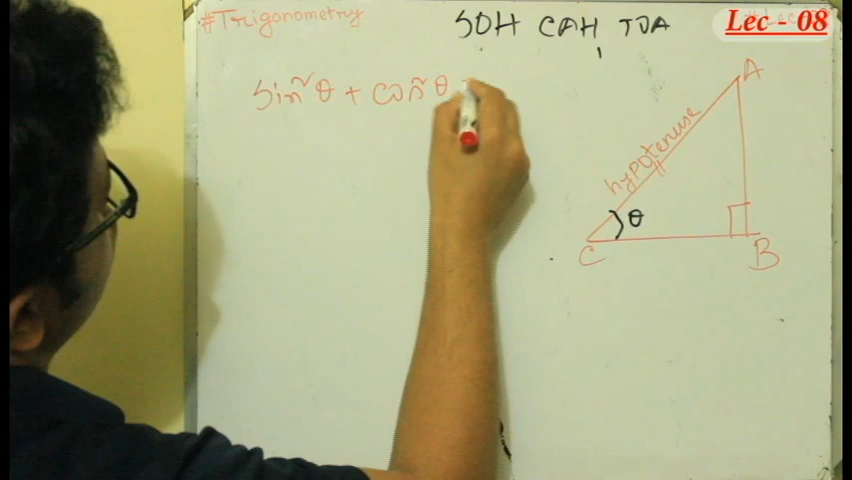 #Trigonometry
SOH CAH TOA
Lec - 08
Sin²θ + cos²θ
A
hypotenuse
θ
C
B